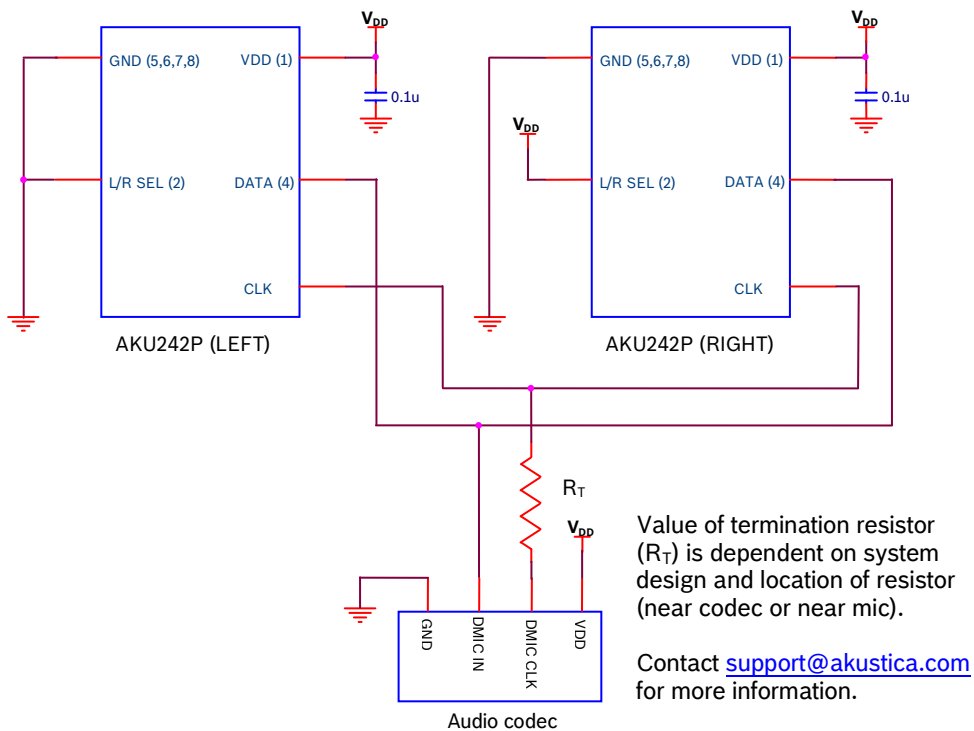 VDD
VDD
GND (5,6,7,8)
VDD (1)
0.1u
GND (5,6,7,8)
VDD (1)
0.1u
VDD
L/R SEL (2)
DATA (4)
L/R SEL (2)
DATA (4)
CLK
CLK
AKU242P (LEFT)
AKU242P (RIGHT)
RT
VDD
Value of termination resistor
(RT) is dependent on system
design and location of resistor
(near codec or near mic).
GND
DMIC IN
DMIC CLK
VDD
Contact support@akustica.com
for more information.
Audio codec